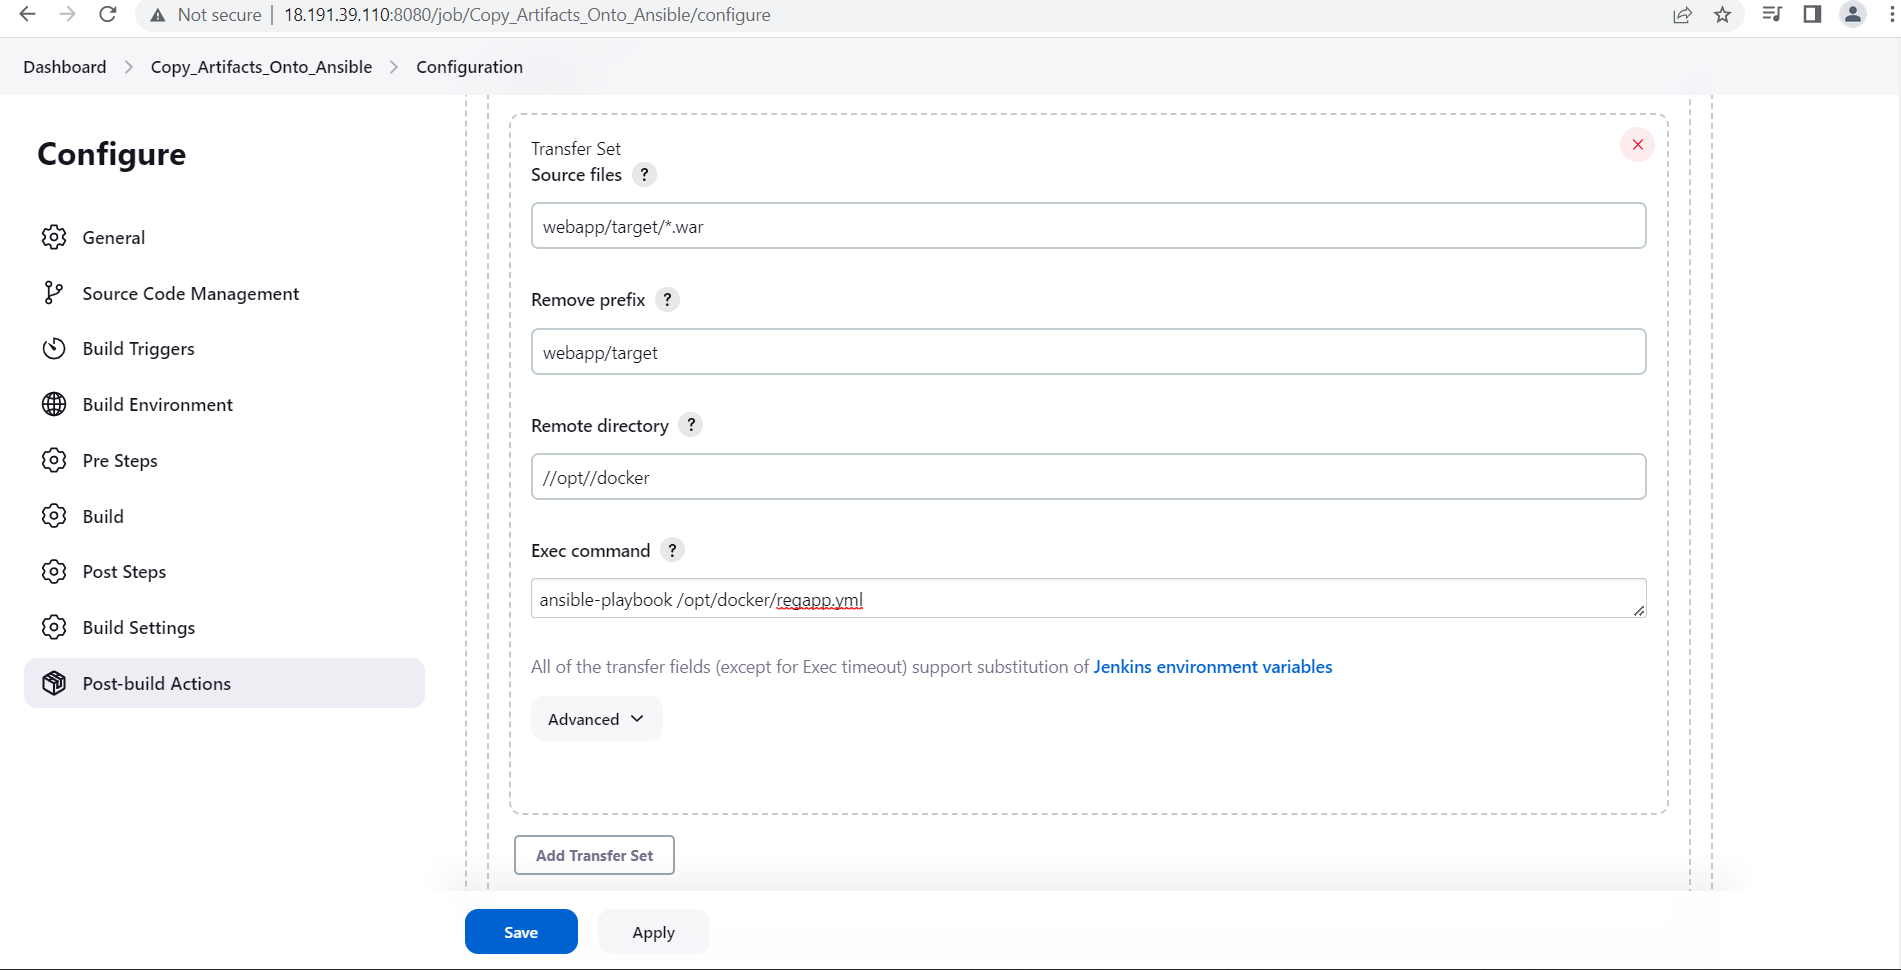 Not secure | 18.191.39.110:8080/job/Copy_Artifacts_Onto_Ansible/configure
Dashboard > Copy_Artifacts_Onto_Ansible > Configuration
Configure
General
Source Code Management
Build Triggers
Build Environment
Pre Steps
Build
Post Steps
Build Settings
Post-build Actions
Transfer Set
Source files ?
webapp/target/*.war
Remove prefix ?
webapp/target
Remote directory ?
//opt//docker
Exec command ?
ansible-playbook /opt/docker/regapp.yml
All of the transfer fields (except for Exec timeout) support substitution of Jenkins environment variables
Advanced
Add Transfer Set
Save
Apply